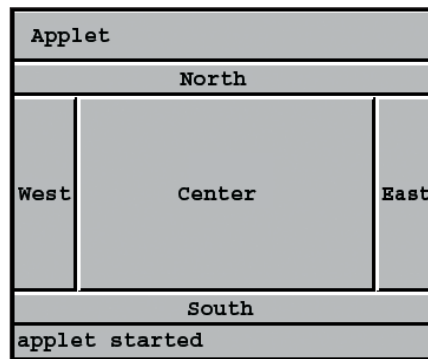 Applet
North
West Center East
South
applet started